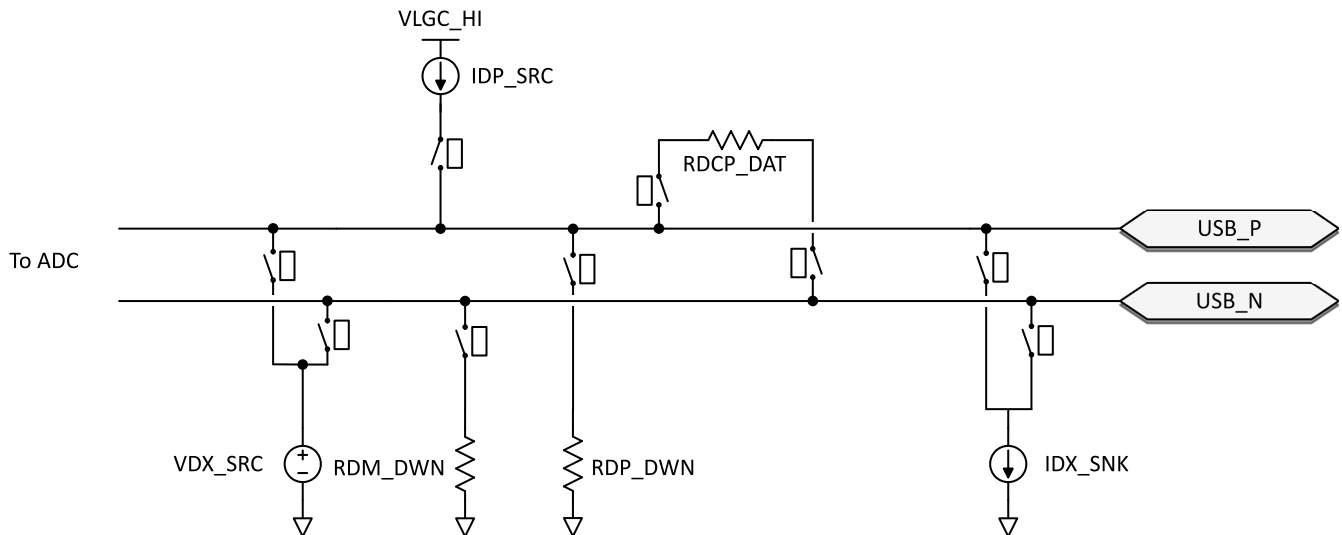 VLGC_HI
IDP_SRC
RDCP_DAT
USB_P
To ADC
USB_N
VDX_SRC
RDM_DWN
RDP_DWN
IDX_SNK